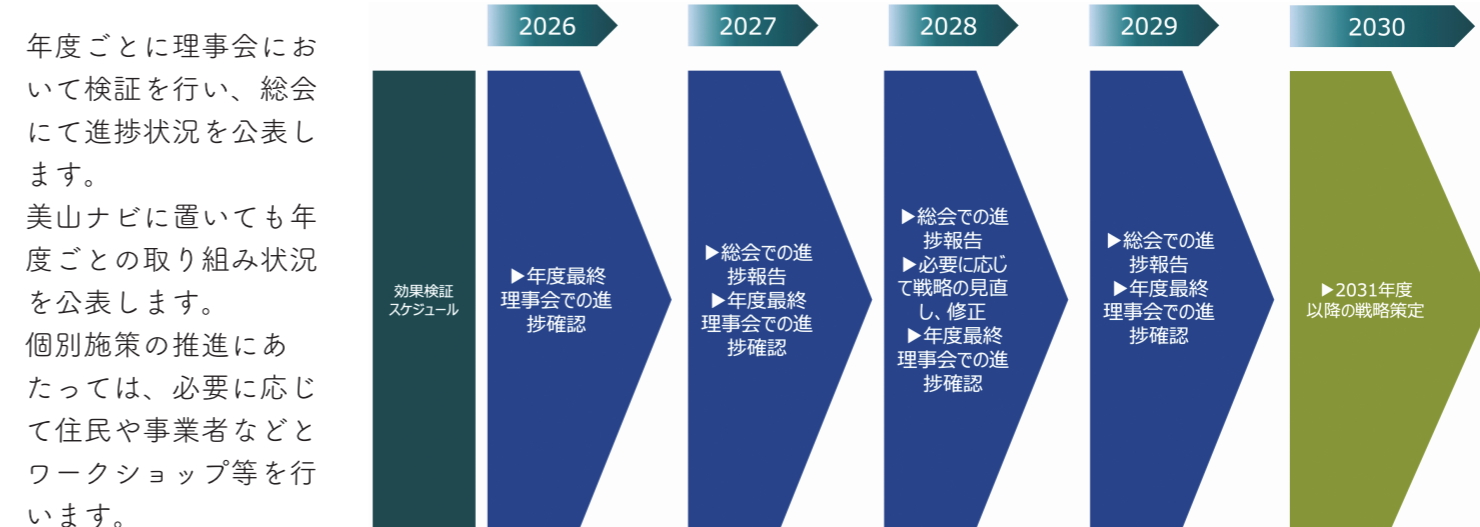 年度ごとに理事会にお
いて検証を行い、総会
にて進捗状況を公表し
ます。
美山ナビに置いても年
度ごとの取り組み状況
を公表します。
個別施策の推進にあ
たっては、必要に応じ
て住民や事業者などと
ワークショップ等を行
います。
2026
2027
2028
2029
2030
効果検証
スケジュール
▶年度最終
理事会での進
捗確認
▶総会での進
捗報告
▶年度最終
理事会での進
捗確認
▶総会での進
捗報告
▶必要に応じ
て戦略の見直
し、修正
▶年度最終
理事会での進
捗確認
▶総会での進
捗報告
▶年度最終
理事会での進
捗確認
▶2031年度
以降の戦略策定